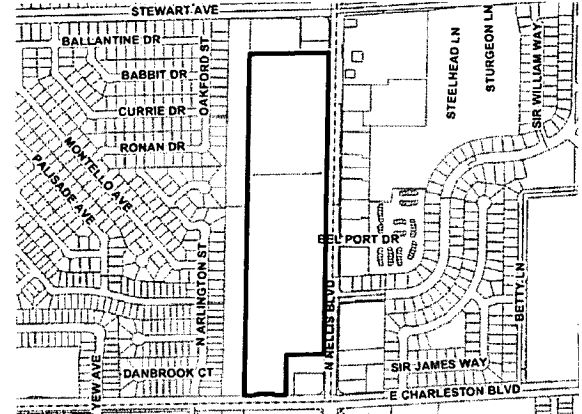 STEWART AVE
BALLANTINE DR
BABBIT DR
CURRIE DR
RONAN DR
OAKFORD ST
MONTELLO AVE
PALISADE AVE
N ARLINGTON ST
DANBROOK CT
YEW AVE
STEELHEAD LN
STURGEON LN
SIR WILLIAM WAY
BEL PORT DR
N NELLIS BLVD
BETTY LN
SIR JAMES WAY
E CHARLESTON BLVD